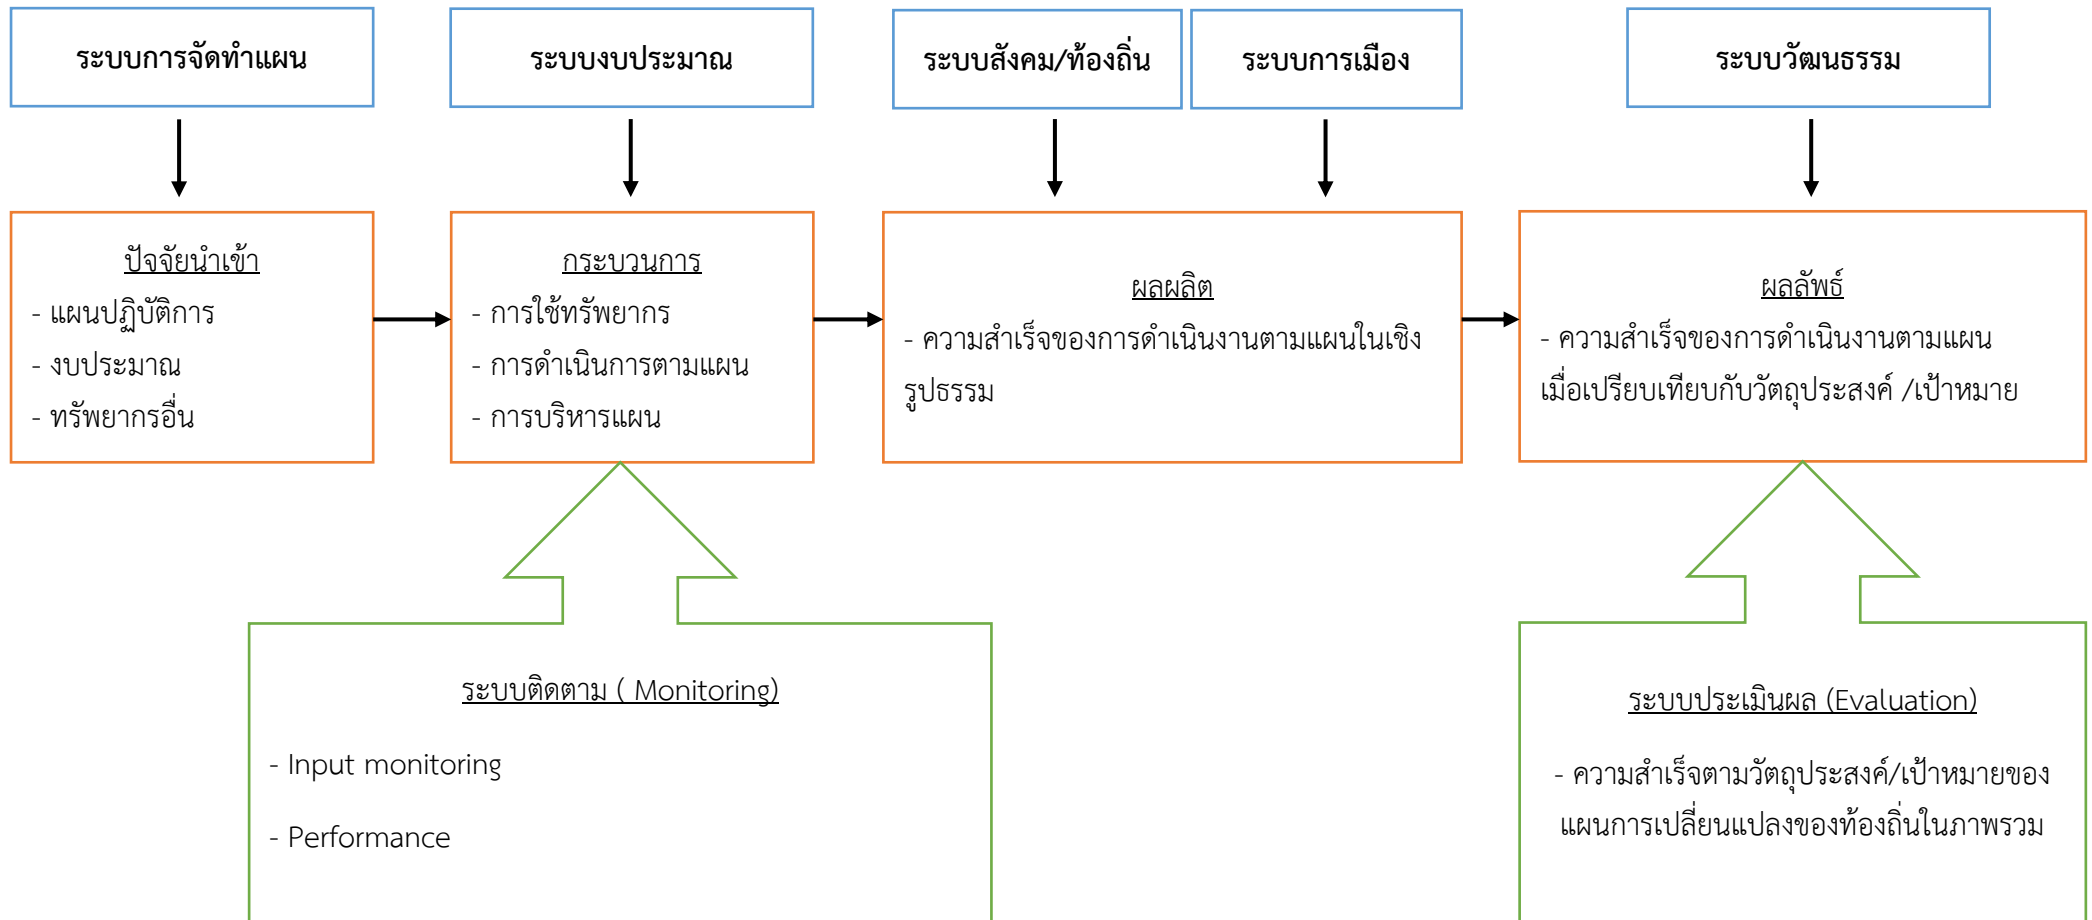 ระบบการจัดทำแผน
ระบบงบประมาณ
ระบบสังคม/ท้องถิ่น
ระบบการเมือง
ระบบวัฒนธรรม
ปัจจัยนำเข้า
- แผนปฏิบัติการ
- งบประมาณ
- ทรัพยากรอื่น
กระบวนการ
- การใช้ทรัพยากร
- การดำเนินการตามแผน
- การบริหารแผน
ผลผลิต
- ความสำเร็จของการดำเนินงานตามแผนในเชิง
รูปธรรม
ผลลัพธ์
- ความสำเร็จของการดำเนินงานตามแผน
เมื่อเปรียบเทียบกับวัตถุประสงค์ /เป้าหมาย
ระบบติดตาม ( Monitoring)
- Input monitoring
- Performance
ระบบประเมินผล (Evaluation)
- ความสำเร็จตามวัตถุประสงค์/เป้าหมายของ
แผนการเปลี่ยนแปลงของท้องถิ่นในภาพรวม